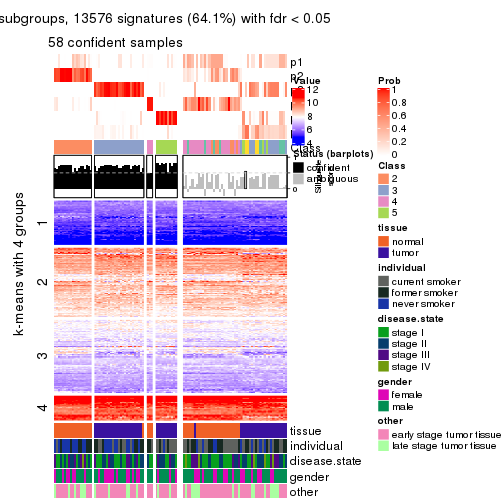 subgroups, 13576 signatures (64.1%) with fdr < 0.05
58 confident samples
p1
p2
Value
12
10
8
6
4
Prob
1
0.8
0.6
0.4
0.2
0
Class
Status (barplots)
confident
ambiguous
0
Class
2
3
4
5
k-means with 4 groups
1
2
3
4
tissue
normal
tumor
individual
current smoker
former smoker
never smoker
disease.state
stage I
stage II
stage III
stage IV
gender
female
male
other
early stage tumor tissue
late stage tumor tissue
tissue
individual
disease.state
gender
other